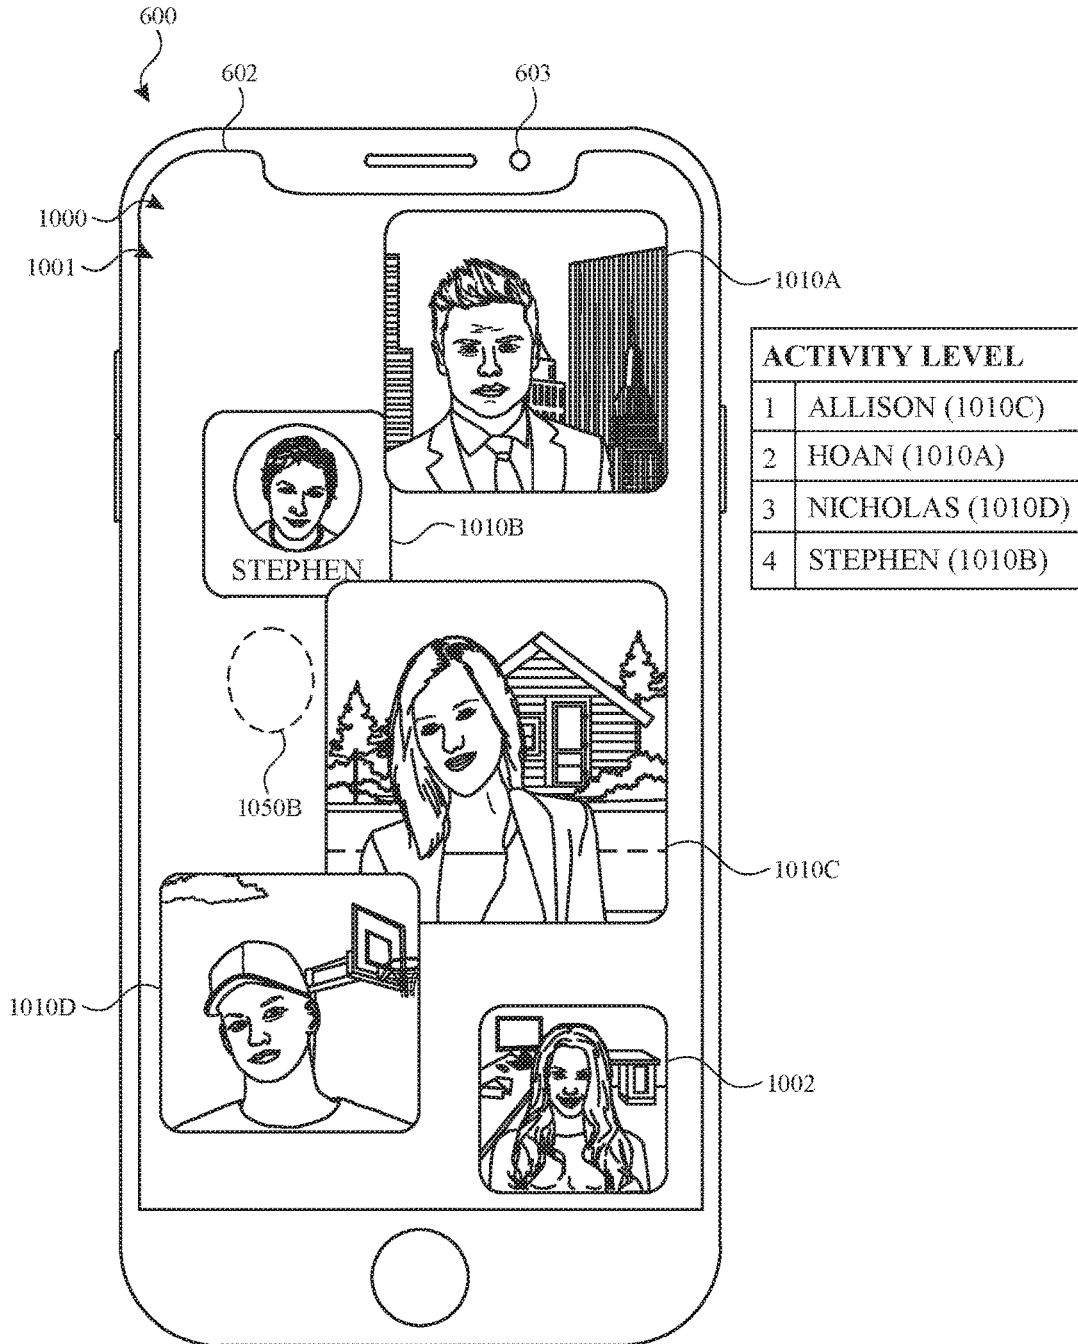 600
602
603
1000
1001
1010A
ACTIVITY LEVEL
1 ALLISON (1010C)
2 HOAN (1010A)
3 NICHOLAS (1010D)
4 STEPHEN (1010B)
1010B
STEPHEN
1050B
1010C
1010D
1002